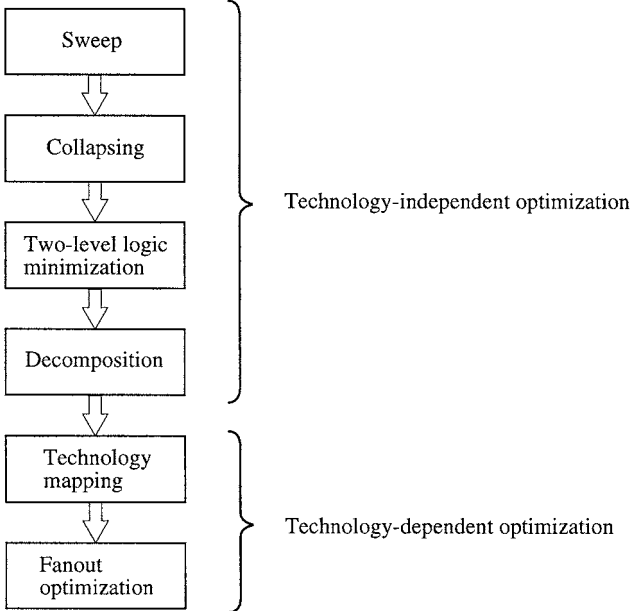 Sweep
Collapsing
Technology-independent optimization
Two-level logic
minimization
Decomposition
Technology
mapping
Technology-dependent optimization
Fanout
optimization